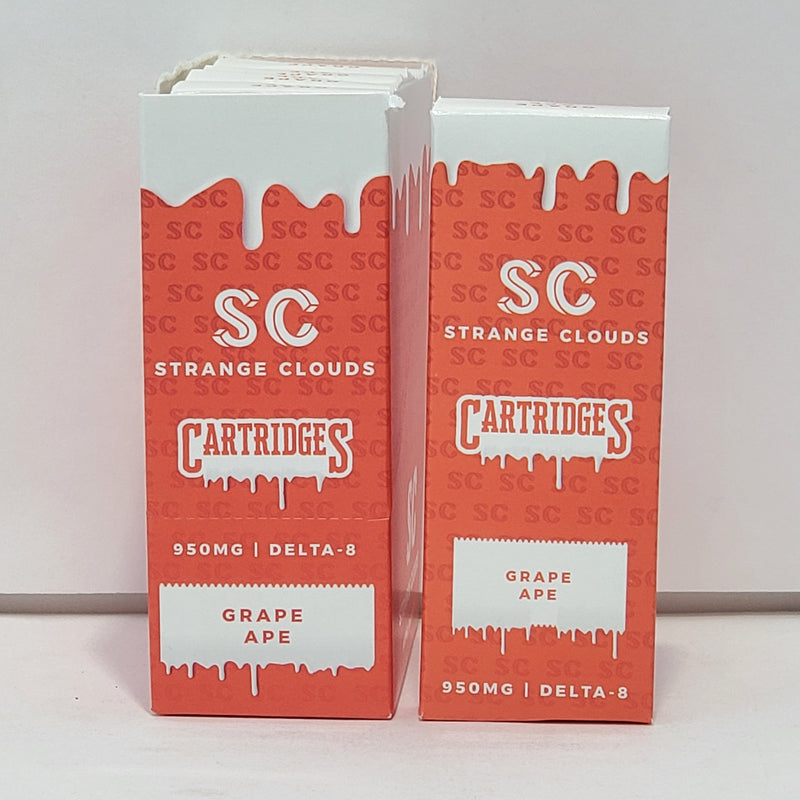 SC
STRANGE CLOUDS
CARTRIDGES
950MG | DELTA-8
GRAPE
APE
SC
STRANGE CLOUDS
CARTRIDGES
GRAPE
APE
950MG | DELTA-8